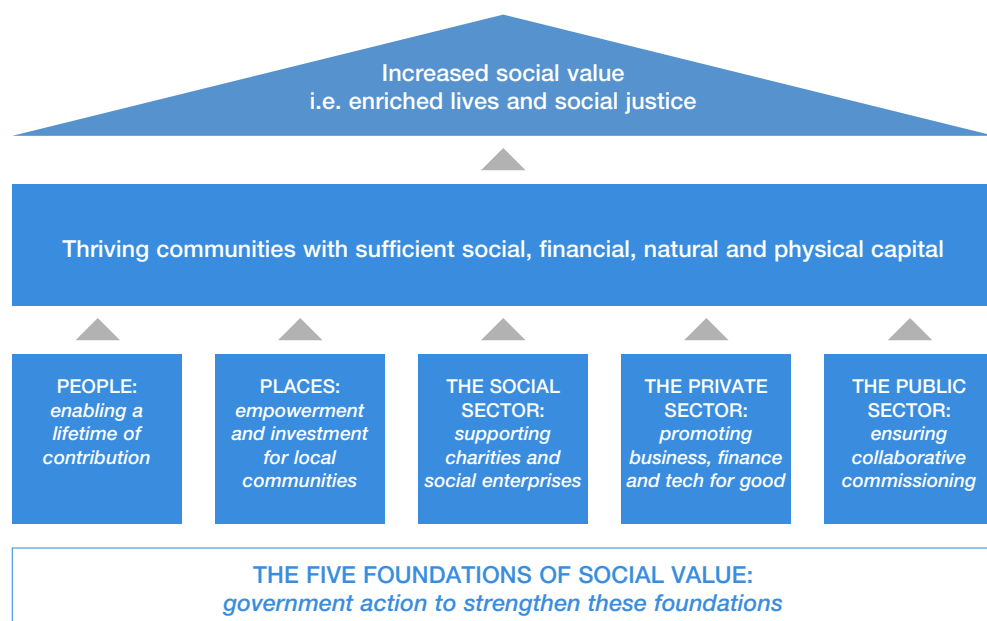 Increased social value
i.e. enriched lives and social justice
Thriving communities with sufficient social, financial, natural and physical capital
PEOPLE:
enabling a
lifetime of
contribution
PLACES:
empowerment
and investment
for local
communities
THE SOCIAL
SECTOR:
supporting
charities and
social enterprises
THE PRIVATE
SECTOR:
promoting
business, finance
and tech for good
THE PUBLIC
SECTOR:
ensuring
collaborative
commissioning
THE FIVE FOUNDATIONS OF SOCIAL VALUE:
government action to strengthen these foundations